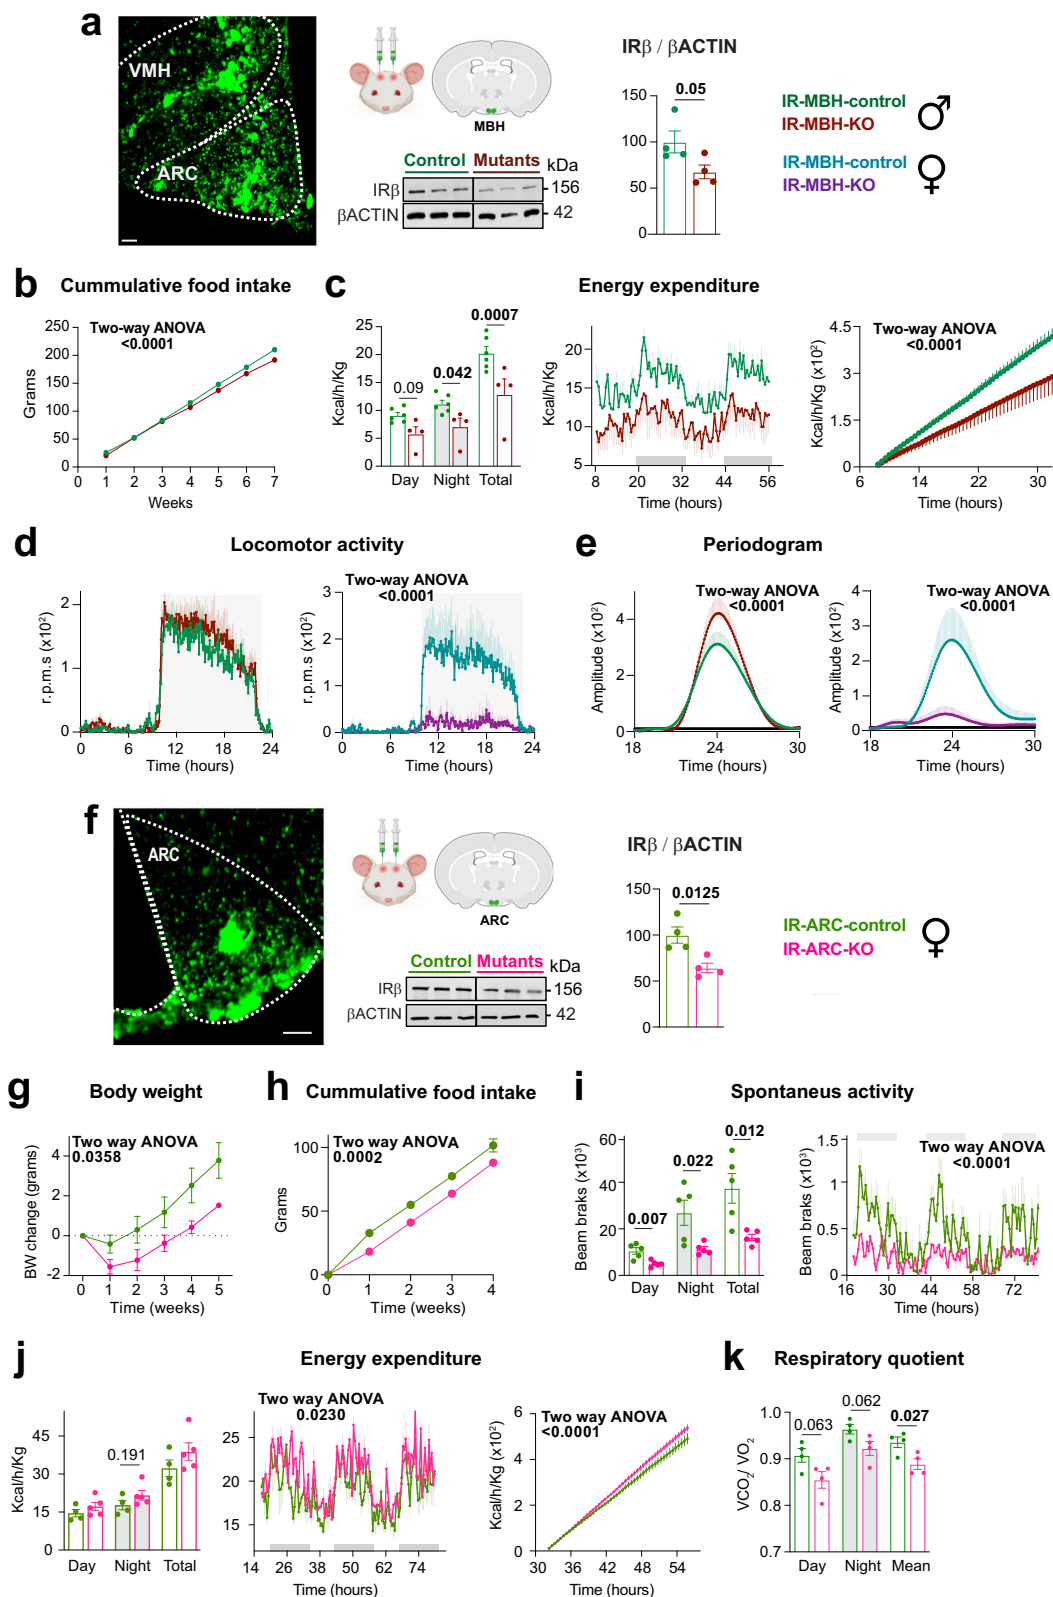 a
VMH
ARC
MBH
Control Mutants kDa
IRβ 156
βACTIN 42
IRβ / βACTIN
0.05
150
100
50
0
IR-MBH-control
IR-MBH-KO
♂
IR-MBH-control
IR-MBH-KO
♀
b Cummulative food intake
Two-way ANOVA
<0.0001
Grams
250
200
150
100
50
0
0 1 2 3 4 5 6 7
Weeks
c Energy expenditure
Kcal/h/Kg
25
20
15
10
5
0
0.09
0.042
0.0007
Day Night Total
Kcal/h/Kg
20
15
10
5
8 20 32 44 56
Time (hours)
Two-way ANOVA
<0.0001
Kcal/h/Kg (x10²)
4.5
3
1.5
0
6 14 22 32
Time (hours)
d Locomotor activity
r.p.m.s (x10²)
2
1
0
0 6 12 18 24
Time (hours)
Two-way ANOVA
<0.0001
r.p.m.s (x10²)
3
2
1
0
0 6 12 18 24
Time (hours)
e Periodogram
Two-way ANOVA
<0.0001
Amplitude (x10²)
4
2
0
18 24 30
Time (hours)
Two-way ANOVA
<0.0001
Amplitude (x10²)
4
3
2
1
0
18 24 30
Time (hours)
f
ARC
ARC
Control Mutants kDa
IRβ 156
βACTIN 42
IRβ / βACTIN
0.0125
150
100
50
0
IR-ARC-control
IR-ARC-KO
♀
g Body weight
Two way ANOVA
0.0358
BW change (grams)
4
2
0
-2
0 1 2 3 4 5
Time (weeks)
h Cummulative food intake
Two way ANOVA
0.0002
Grams
100
50
0
0 1 2 3 4
Time (weeks)
i Spontaneus activity
Beam braks (x10³)
60
40
20
0
0.007
0.022
0.012
Day Night Total
Two way ANOVA
<0.0001
Beam braks (x10³)
1.5
1
0.5
0
16 30 44 58 72
Time (hours)
j Energy expenditure
Kcal/h/Kg
45
30
15
0
0.191
Day Night Total
Two way ANOVA
0.0230
25
20
15
14 26 38 50 62 74
Time (hours)
Two way ANOVA
<0.0001
Kcal/h/Kg (x10²)
6
4
2
0
30 36 42 48 54
Time (hours)
k Respiratory quotient
VCO₂/ VO₂
1.0
0.9
0.8
0.7
0.063
0.062
0.027
Day Night Mean